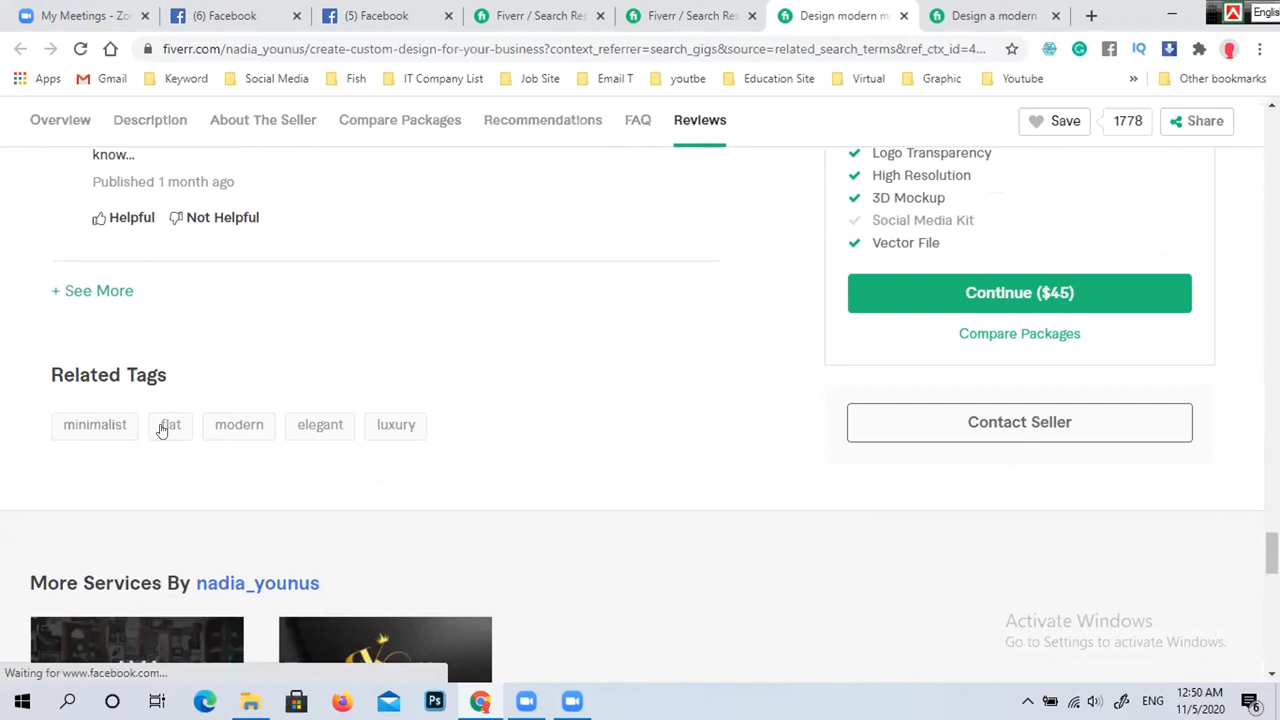 My Meetings - Zo
(6) Facebook
(5) Facebook
Fiverr / Search Re
Design modern m
English
fiverr.com/nadia_younus/create-custom-design-for-your-business?context_referrer=search_gigs&source=related_search_terms&ref_ctx_id=4...
Apps Gmail Keyword Social Media Fish IT Company List Job Site Email T youtbe Education Site Virtual Graphic Youtube » Other bookmarks
Overview Description About The Seller Compare Packages Recommendations FAQ Reviews Save 1778 Share
know...
Published 1 month ago
Helpful Not Helpful
+ See More
Logo Transparency
High Resolution
3D Mockup
Social Media Kit
Vector File
Continue ($45)
Compare Packages
Contact Seller
Related Tags
minimalist flat modern elegant luxury
More Services By nadia_younus
Activate Windows
Go to Settings to activate Windows.
Waiting for www.facebook.com...
ENG
12:50 AM
11/5/2020
6